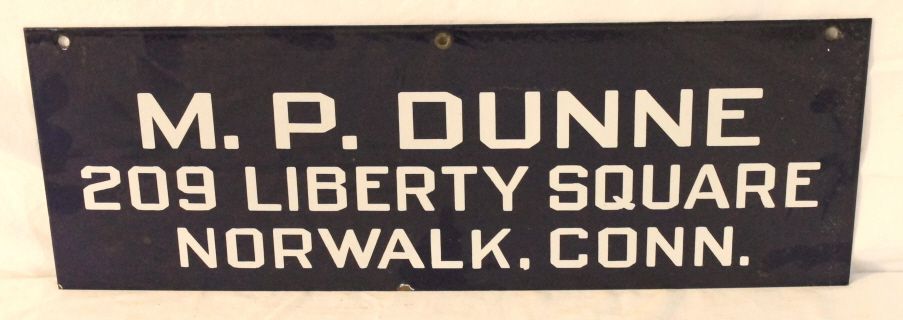 M. P. DUNNE
209 LIBERTY SQUARE
NORWALK, CONN.